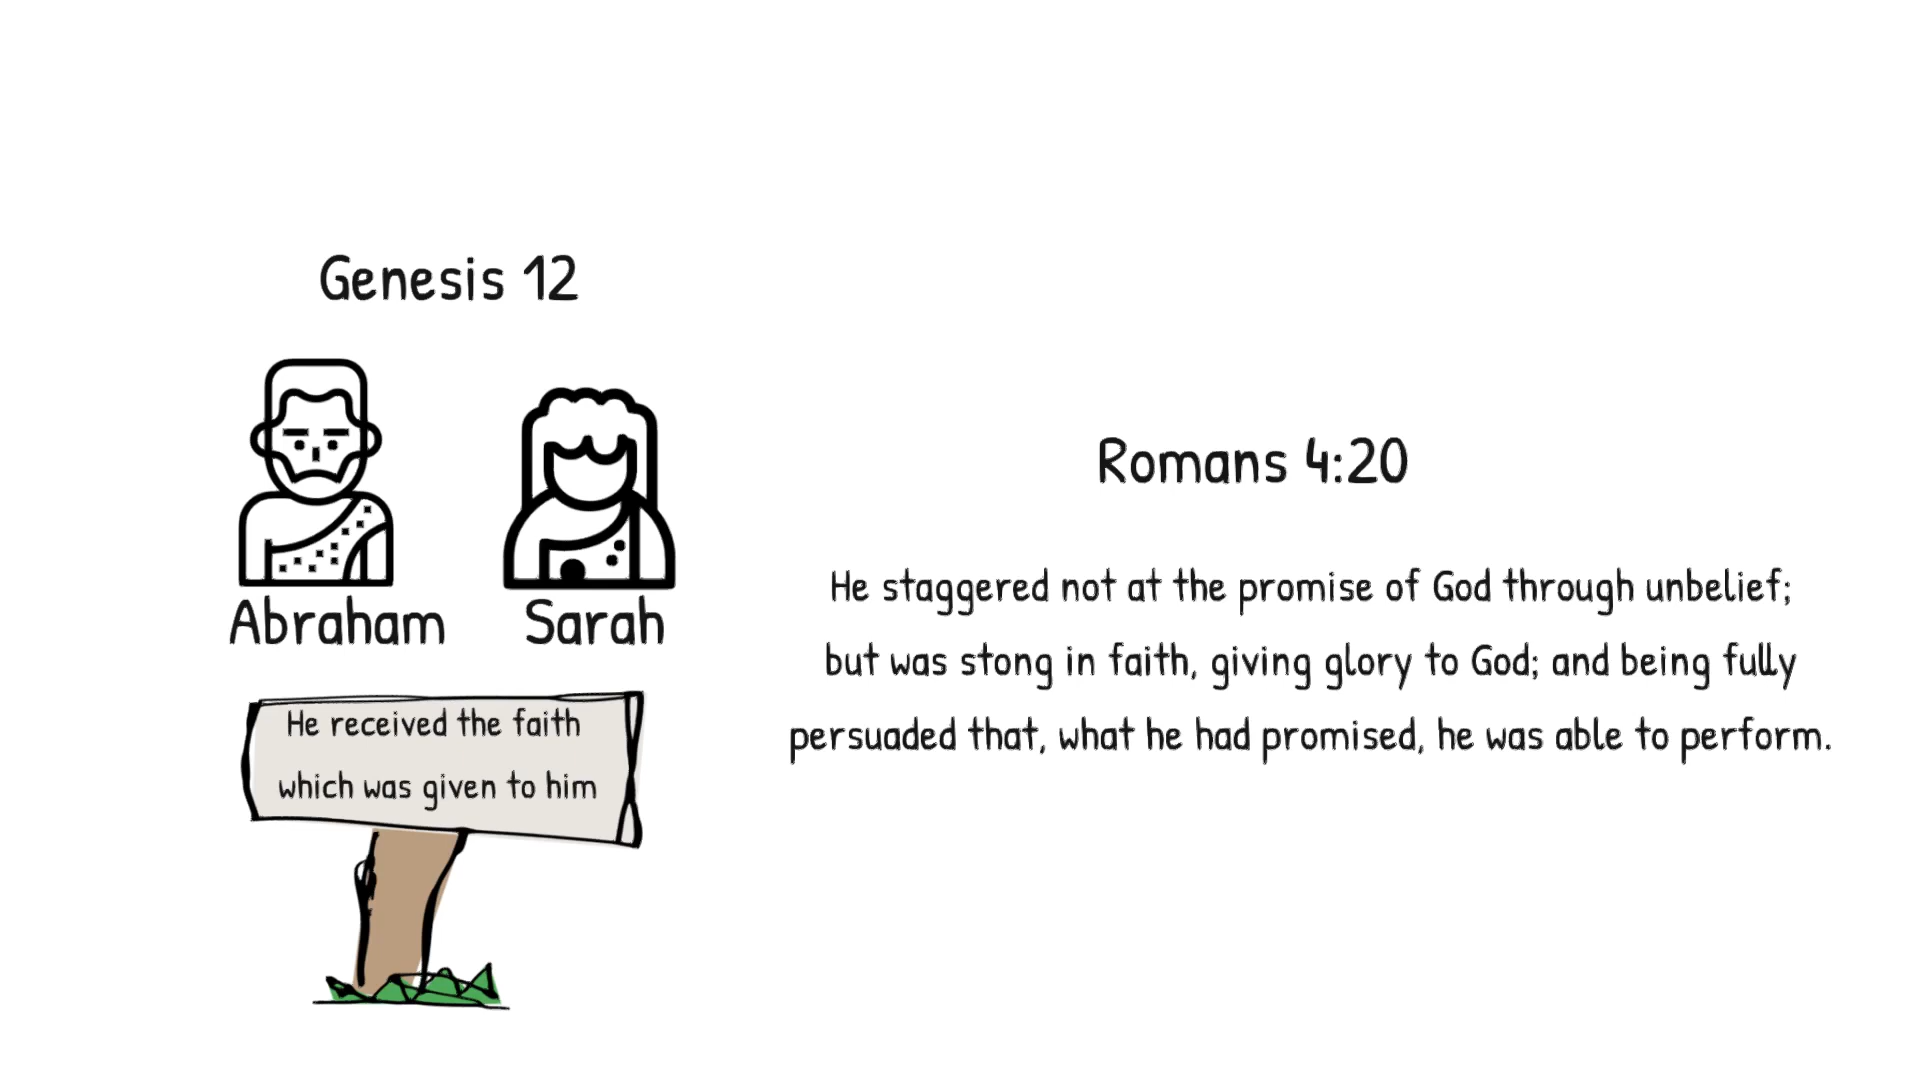 Genesis 12
Abraham
Sarah
He received the faith
which was given to him
Romans 4:20
He staggered not at the promise of God through unbelief;
but was stong in faith, giving glory to God; and being fully
persuaded that, what he had promised, he was able to perform.